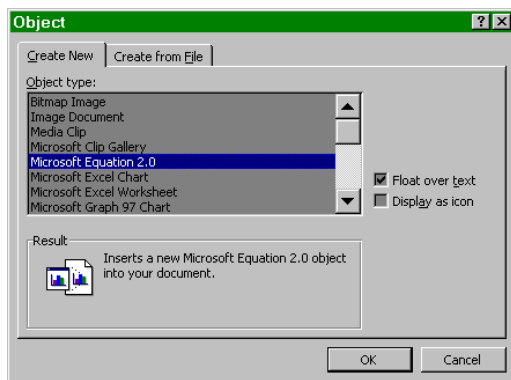 Object
Create New
Create from File
Object type:
Bitmap Image
Image Document
Media Clip
Microsoft Clip Gallery
Microsoft Equation 2.0
Microsoft Excel Chart
Microsoft Excel Worksheet
Microsoft Graph 97 Chart
Float over text
Display as icon
Result
Inserts a new Microsoft Equation 2.0 object
into your document.
OK
Cancel